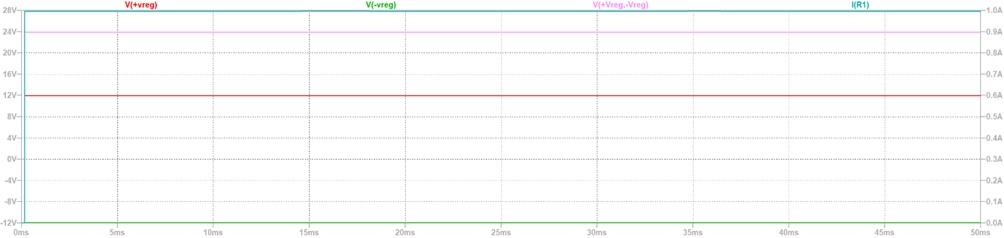 V(+vreg) V(-vreg) V(+Vreg,-Vreg) I(R1)
28V 1.0A
24V 0.9A
20V 0.8A
16V 0.7A
12V 0.6A
8V 0.5A
4V 0.4A
0V 0.3A
-4V 0.2A
-8V 0.1A
-12V 0.0A
0ms 5ms 10ms 15ms 20ms 25ms 30ms 35ms 40ms 45ms 50ms